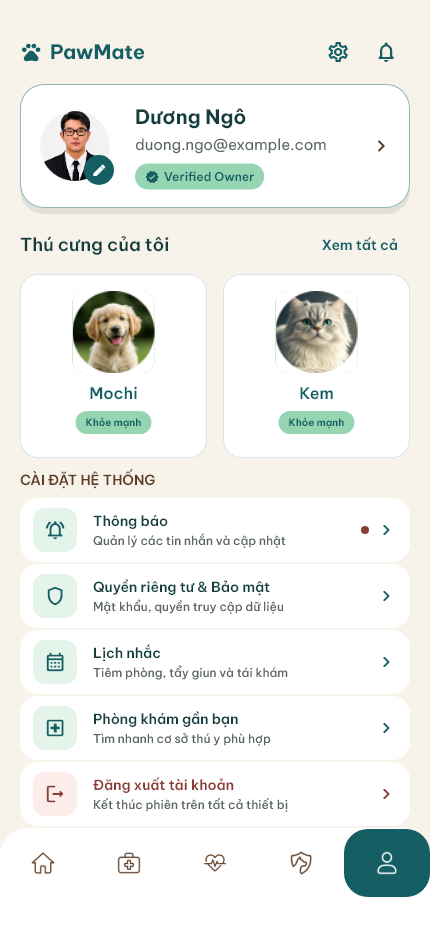 PawMate
Dương Ngô
duong.ngo@example.com
Verified Owner
Thú cưng của tôi
Xem tất cả
Mochi
Kem
Khỏe mạnh
Khỏe mạnh
CÀI ĐẶT HỆ THỐNG
Thông báo
Quản lý các tin nhắn và cập nhật
Quyền riêng tư & Bảo mật
Mật khẩu, quyền truy cập dữ liệu
Lịch nhắc
Tiêm phòng, tẩy giun và tái khám
Phòng khám gần bạn
Tìm nhanh cơ sở thú y phù hợp
Đăng xuất tài khoản
Kết thúc phiên trên tất cả thiết bị